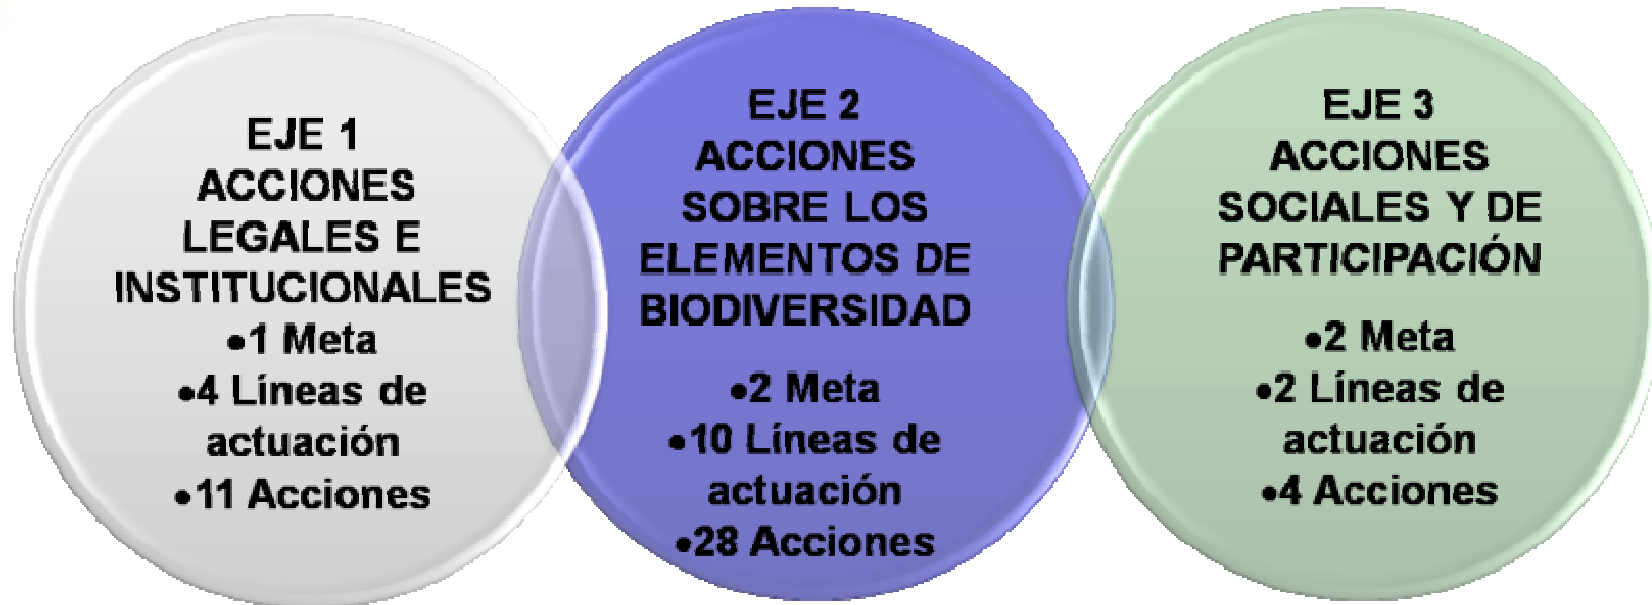 EJE 1
ACCIONES
LEGALES E
INSTITUCIONALES
•1 Meta
•4 Líneas de
actuación
•11 Acciones
EJE 2
ACCIONES
SOBRE LOS
ELEMENTOS DE
BIODIVERSIDAD
•2 Meta
•10 Líneas de
actuación
•28 Acciones
EJE 3
ACCIONES
SOCIALES Y DE
PARTICIPACIÓN
•2 Meta
•2 Líneas de
actuación
•4 Acciones